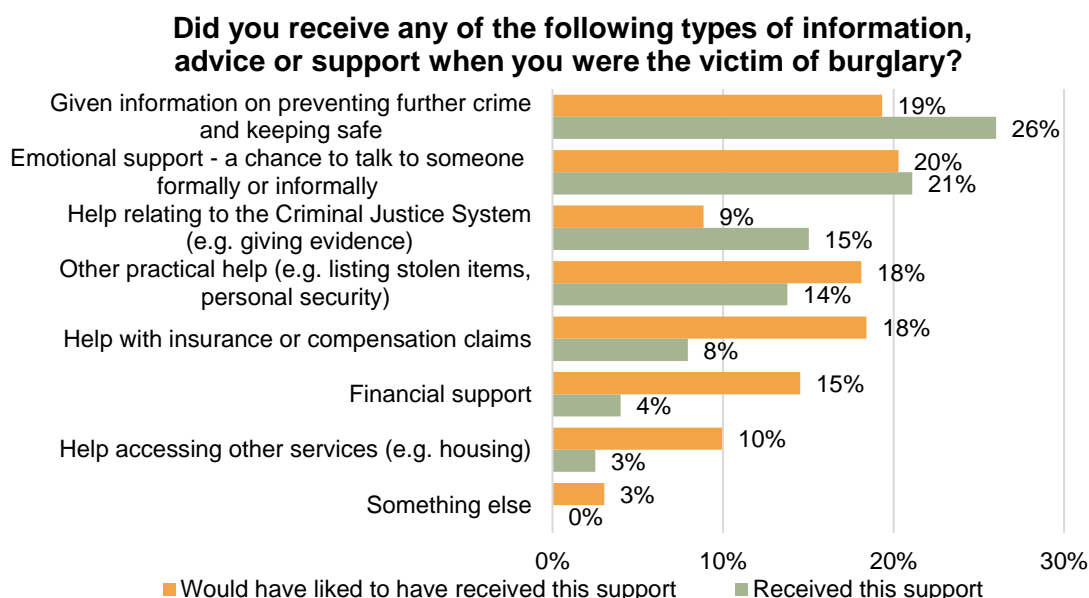 Did you receive any of the following types of information,
advice or support when you were the victim of burglary?
Given information on preventing further crime
and keeping safe
19%
26%
Emotional support - a chance to talk to someone
formally or informally
20%
21%
Help relating to the Criminal Justice System
(e.g. giving evidence)
9%
15%
Other practical help (e.g. listing stolen items,
personal security)
18%
14%
Help with insurance or compensation claims
18%
8%
Financial support
15%
4%
Help accessing other services (e.g. housing)
10%
3%
Something else
3%
0%
0% 10% 20% 30%
Would have liked to have received this support Received this support